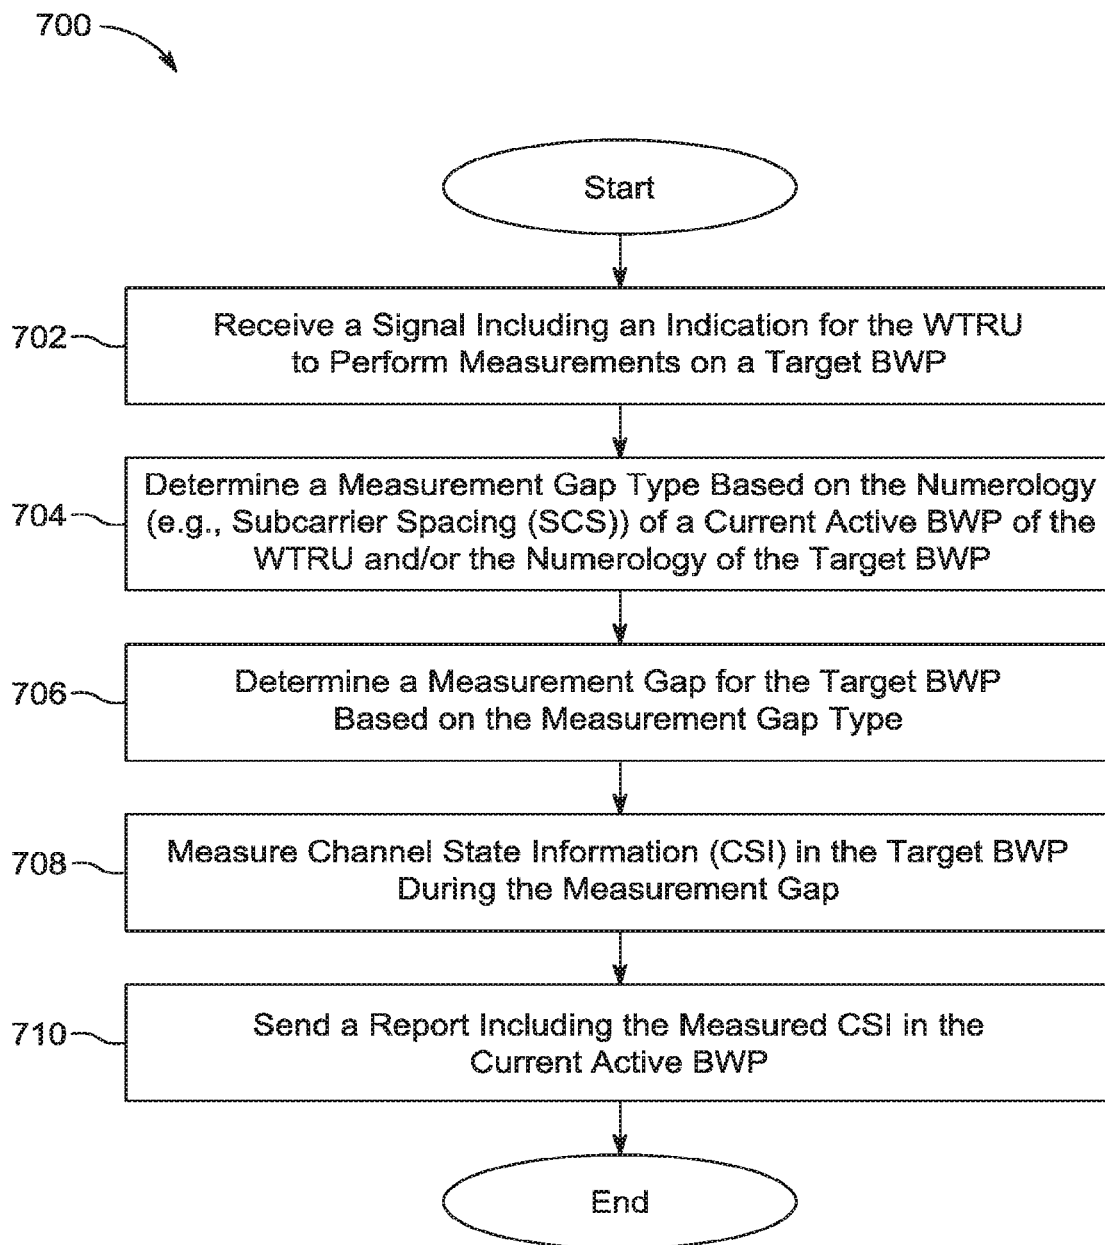 700
Start
702
Receive a Signal Including an Indication for the WTRU
to Perform Measurements on a Target BWP
704
Determine a Measurement Gap Type Based on the Numerology
(e.g., Subcarrier Spacing (SCS)) of a Current Active BWP of the
WTRU and/or the Numerology of the Target BWP
706
Determine a Measurement Gap for the Target BWP
Based on the Measurement Gap Type
708
Measure Channel State Information (CSI) in the Target BWP
During the Measurement Gap
710
Send a Report Including the Measured CSI in the
Current Active BWP
End